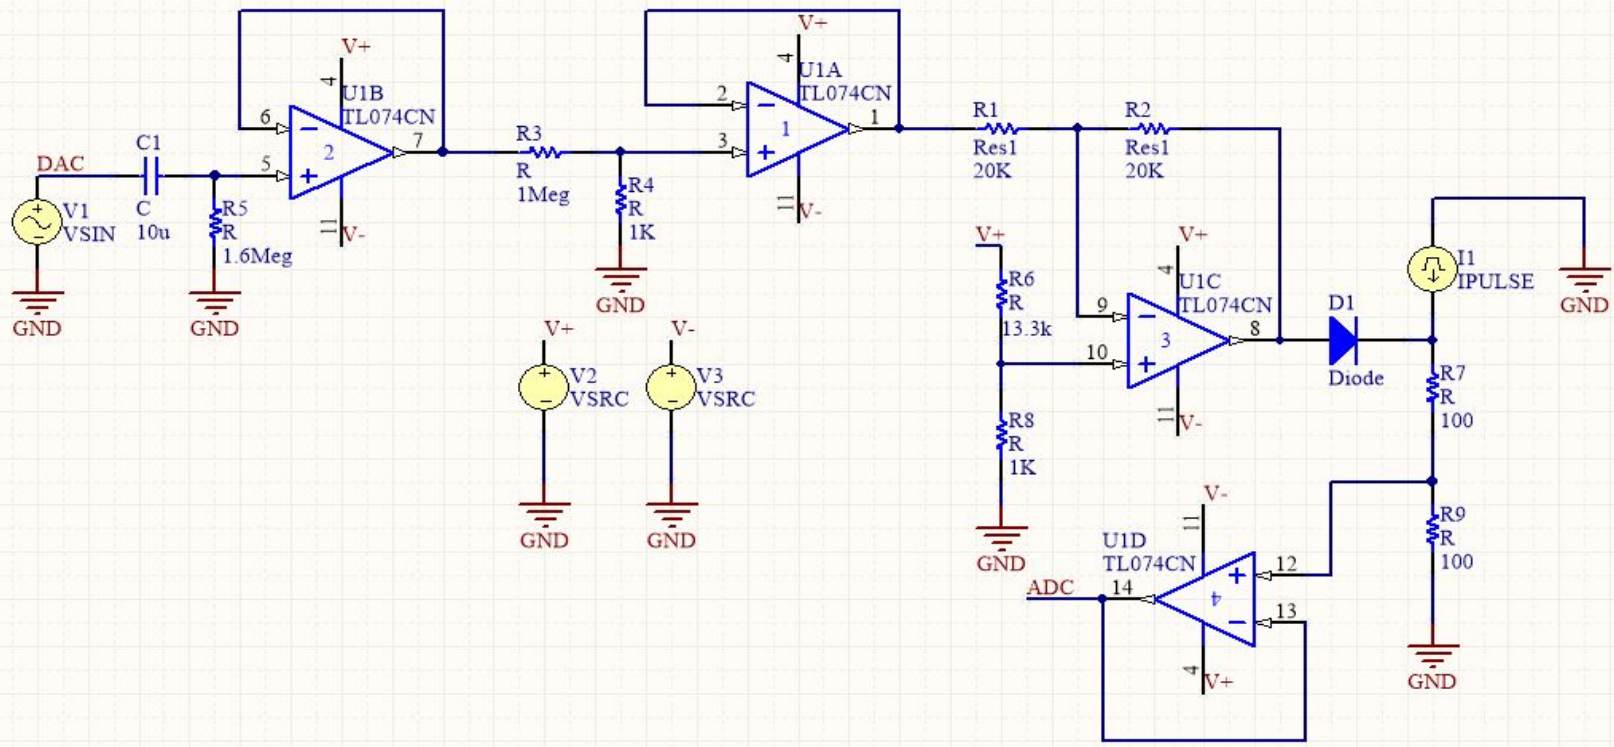 V+
4
U1B
TL074CN
6
2
7
5
11
V-
DAC
C1
C
10u
V1
VSIN
GND
R5
R
1.6Meg
GND
R3
R
1Meg
R4
R
1K
GND
V+
4
U1A
TL074CN
2
1
1
3
11
V-
R1
Res1
20K
R2
Res1
20K
V+
R6
R
13.3k
R8
R
1K
GND
V+
4
U1C
TL074CN
9
3
8
10
11
V-
D1
Diode
I1
IPULSE
GND
R7
R
100
R9
R
100
GND
V+
V2
VSRC
GND
V-
V3
VSRC
GND
V-
11
U1D
TL074CN
12
ADC
14
4
13
4
V+